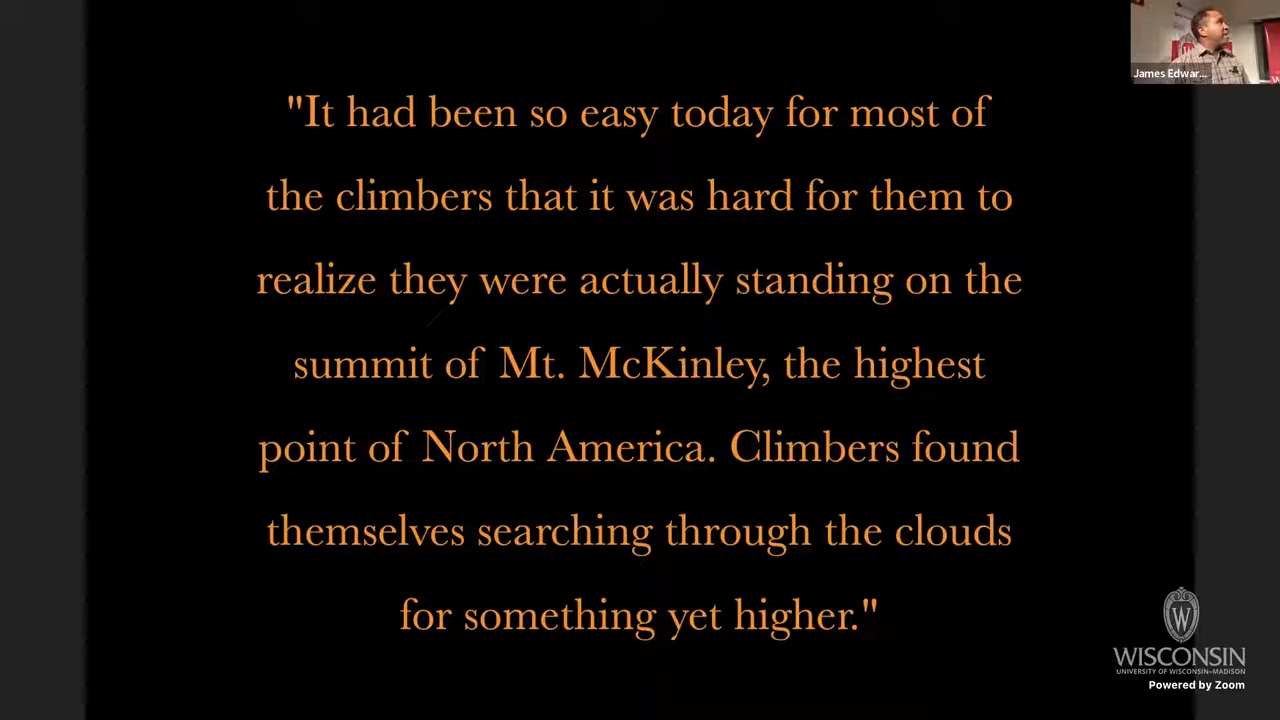 James Edwar...
"It had been so easy today for most of
the climbers that it was hard for them to
realize they were actually standing on the
summit of Mt. McKinley, the highest
point of North America. Climbers found
themselves searching through the clouds
for something yet higher."
W
WISCONSIN
UNIVERSITY OF WISCONSIN–MADISON
Powered by Zoom